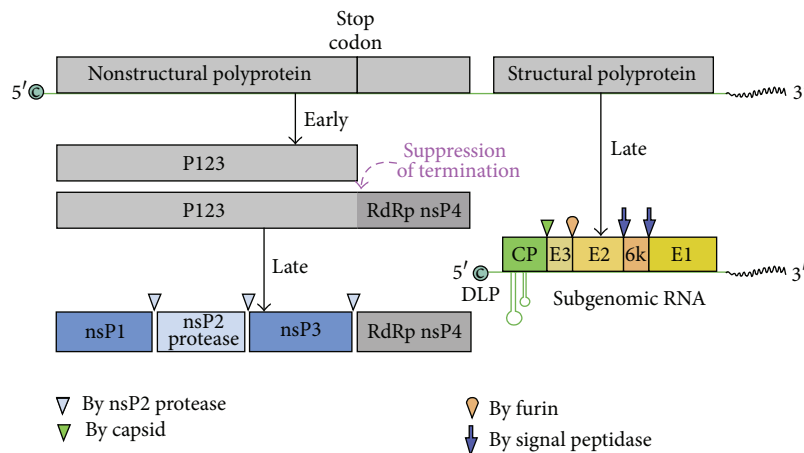 Stop
codon
Nonstructural polyprotein
Structural polyprotein
5′ C
3′
Early
Late
P123
Suppression
of termination
P123
RdRp nsP4
Late
CP E3 E2 6k E1
5′ C
3′
DLP
Subgenomic RNA
nsP1
nsP2
protease
nsP3
RdRp nsP4
By nsP2 protease
By capsid
By furin
By signal peptidase